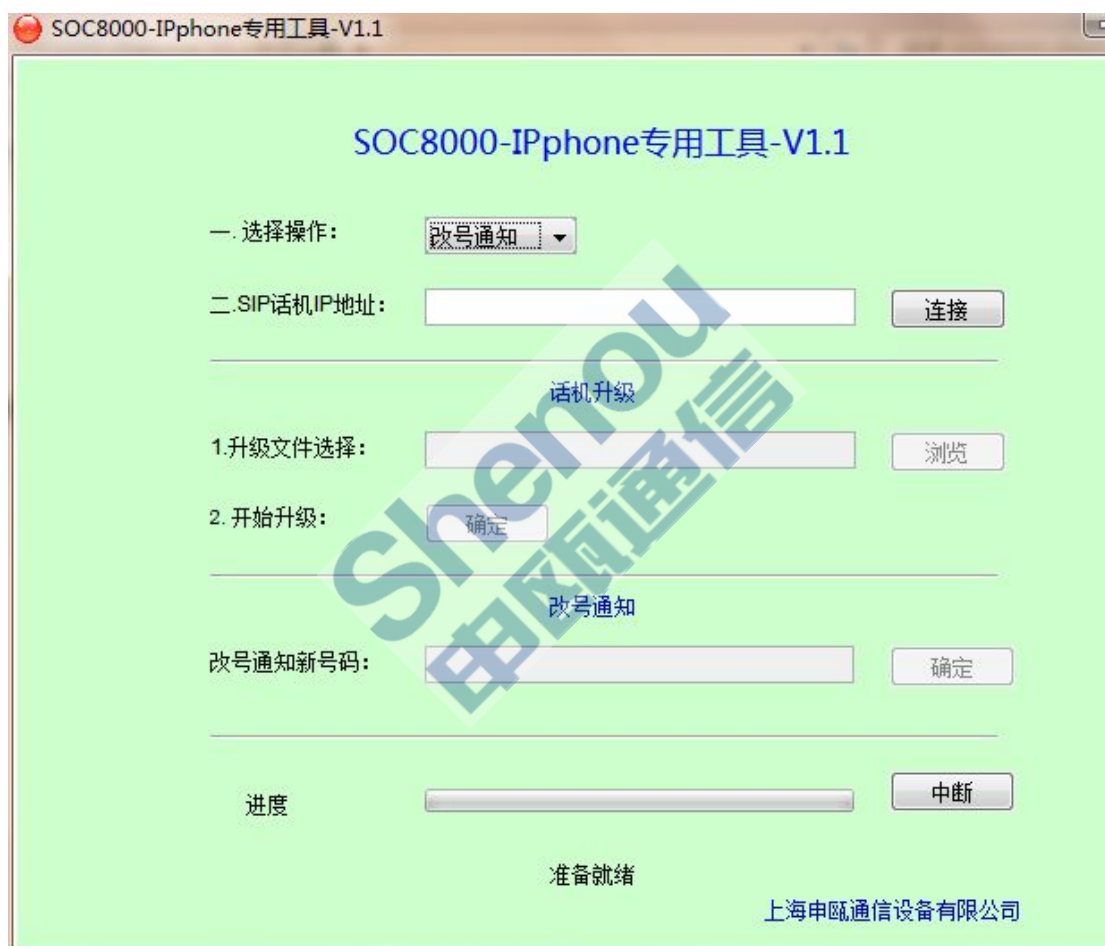 SOC8000-IPphone专用工具-V1.1
SOC8000-IPphone专用工具-V1.1
一. 选择操作：
改号通知
二.SIP话机IP地址：
连接
话机升级
1.升级文件选择：
浏览
2. 开始升级：
确定
改号通知
改号通知新号码：
确定
进度
中断
准备就绪
上海申瓯通信设备有限公司
Shenou
申瓯通信